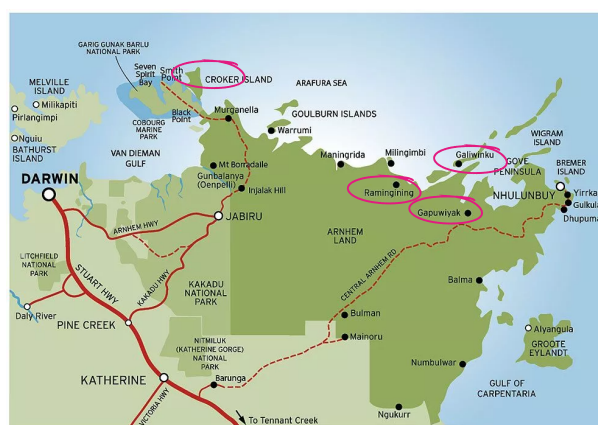 GARIG GUNAK BARLU
NATIONAL PARK
Seven
Spirit
Bay
Smith
Point
CROKER ISLAND
ARAFURA SEA
MELVILLE
ISLAND
Milikapiti
Pirlangimpi
Nguiu
BATHURST
ISLAND
COBOURG
MARINE
PARK
Black
Point
Murganella
GOULBURN ISLANDS
Warrumi
VAN DIEMAN
GULF
Mt Borradaile
Gunbalanya
(Oenpelli)
Injalak Hill
Maningrida
Milingimbi
Galiwinku
WIGRAM
ISLAND
GOVE
PENINSULA
BREMER
ISLAND
NHULUNBUY
Yirrka
Gulkula
Dhupuma
Ramingining
Gapuwiyak
DARWIN
JABIRU
ARNHEM HWY
ARNHEM
LAND
LITCHFIELD
NATIONAL
PARK
STUART HWY
KAKADU HWY
KAKADU
NATIONAL
PARK
CENTRAL ARNHEM RD
Balma
Daly River
PINE CREEK
Bulman
Mainoru
NITMILUK
(KATHERINE GORGE)
NATIONAL
PARK
Alyangula
GROOTE
EYLANDT
KATHERINE
Barunga
Numbulwar
GULF OF
CARPENTARIA
VICTORIA HWY
To Tennant Creek
Ngukurr